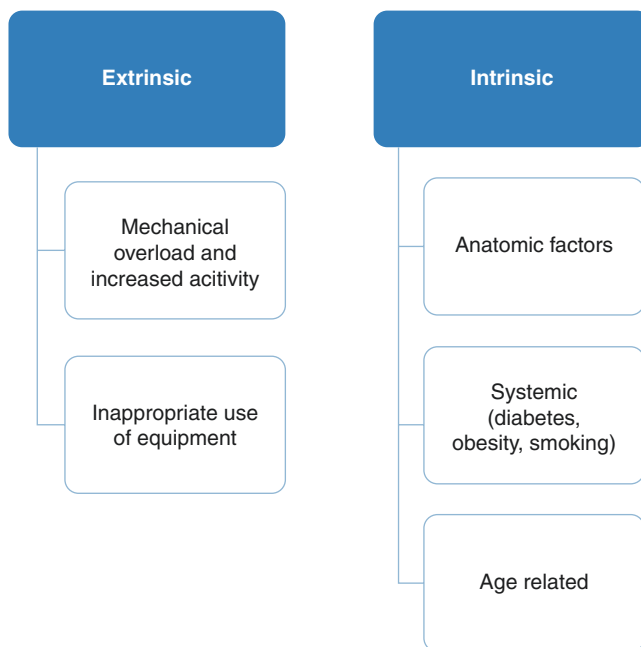 Extrinsic
Mechanical
overload and
increased acitivity
Inappropriate use
of equipment
Intrinsic
Anatomic factors
Systemic
(diabetes,
obesity, smoking)
Age related